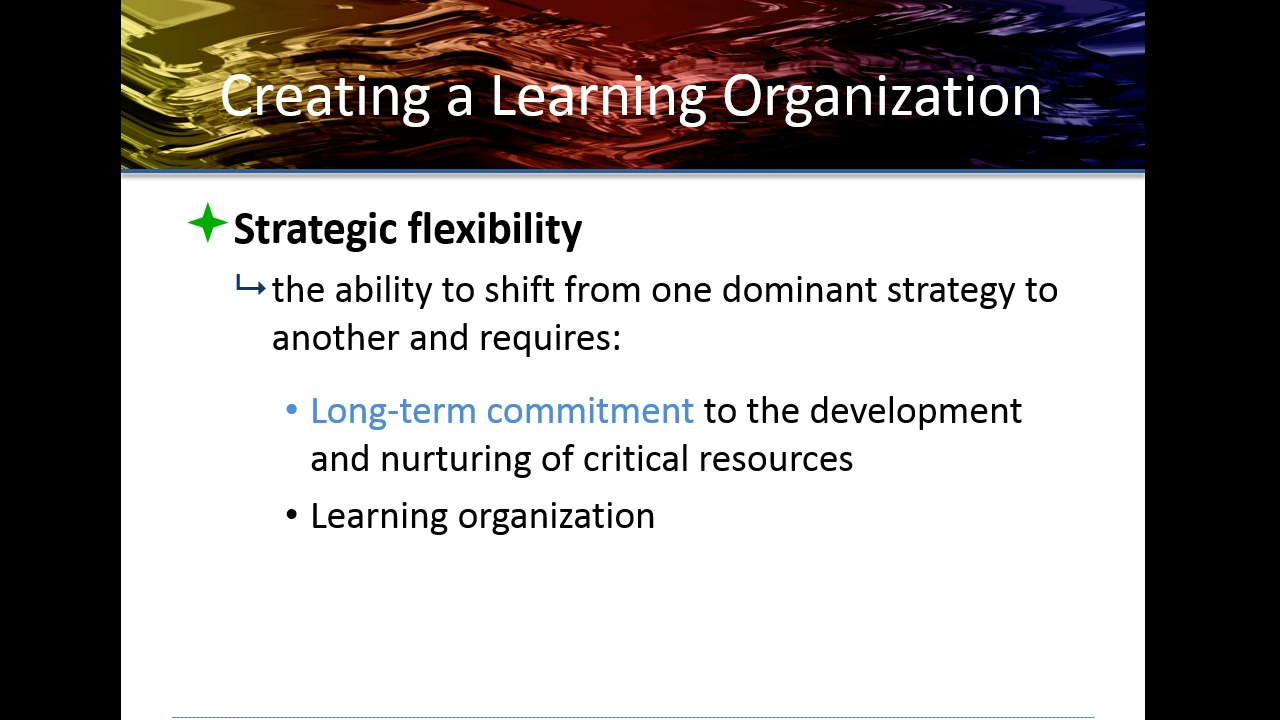 Creating a Learning Organization
Strategic flexibility
the ability to shift from one dominant strategy to
another and requires:
• Long-term commitment to the development
and nurturing of critical resources
• Learning organization